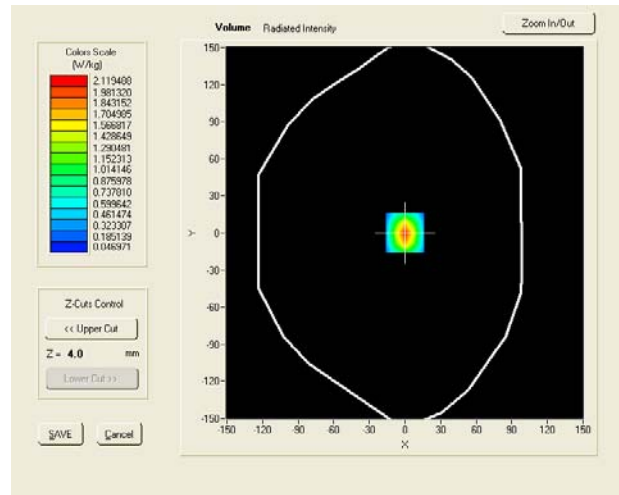 Volume Radiated Intensity
Zoom In/Out
Colors Scale
(W/kg)
2.119488
1.981320
1.843152
1.704985
1.566817
1.428649
1.290481
1.152313
1.014146
0.875978
0.737810
0.599642
0.461474
0.323307
0.185139
0.046971
Z-Cuts Control
<< Upper Cut
Z = 4.0 mm
Lower Cut >>
SAVE Cancel
150-
120-
90-
60-
30-
0-
-30-
-60-
-90-
-120-
-150-
Y
-150 -120 -90 -60 -30 0 30 60 90 120 150
X